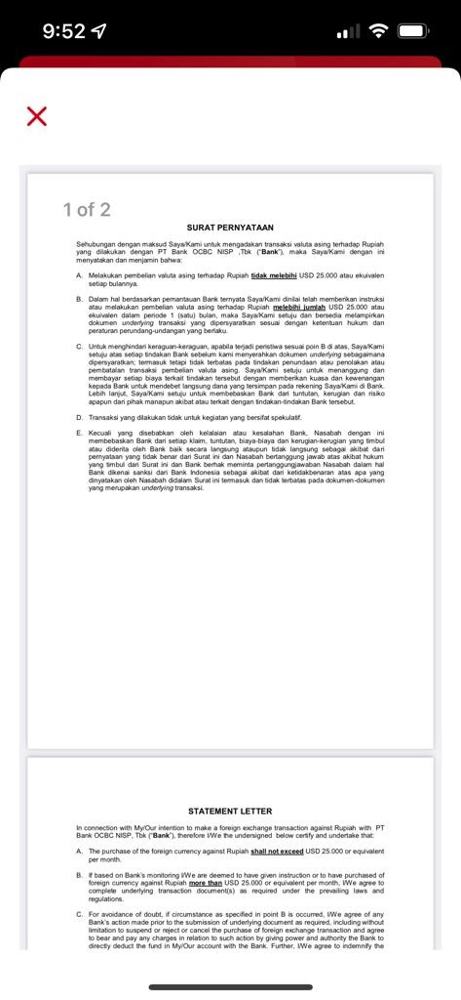 9:52
1 of 2
SURAT PERNYATAAN
Sehubungan dengan maksud Saya/Kami untuk mengadakan transaksi valuta asing terhadap Rupiah
yang dilakukan dengan PT Bank OCBC NISP ,Tbk ("Bank"), maka Saya/Kami dengan ini
menyatakan dan menjamin bahwa:
A. Melakukan pembelian valuta asing terhadap Rupiah tidak melebihi USD 25.000 atau ekuivalen
setiap bulannya.
B. Dalam hal berdasarkan pemantauan Bank ternyata Saya/Kami dinilai telah memberikan instruksi
atau melakukan pembelian valuta asing terhadap Rupiah melebihi jumlah USD 25.000 atau
ekuivalen dalam periode 1 (satu) bulan, maka Saya/Kami setuju dan bersedia melampirkan
dokumen underlying transaksi yang dipersyaratkan sesuai dengan ketentuan hukum dan
peraturan perundang-undangan yang berlaku.
C. Untuk menghindari keraguan-keraguan, apabila terjadi peristiwa sesuai poin B di atas, Saya/Kami
setuju atas setiap tindakan Bank sebelum kami menyerahkan dokumen underlying sebagaimana
dipersyaratkan; termasuk tetapi tidak terbatas pada tindakan penundaan atau penolakan atau
pembatalan transaksi pembelian valuta asing. Saya/Kami setuju untuk menanggung dan
membayar setiap biaya terkait tindakan tersebut dengan memberikan kuasa dan kewenangan
kepada Bank untuk mendebet langsung dana yang tersimpan pada rekening Saya/Kami di Bank.
Lebih lanjut, Saya/Kami setuju untuk membebaskan Bank dari tuntutan, kerugian dan risiko
apapun dari pihak manapun akibat atau terkait dengan tindakan-tindakan Bank tersebut.
D. Transaksi yang dilakukan tidak untuk kegiatan yang bersifat spekulatif.
E. Kecuali yang disebabkan oleh kelalaian atau kesalahan Bank, Nasabah dengan ini
membebaskan Bank dari setiap klaim, tuntutan, biaya-biaya dan kerugian-kerugian yang timbul
atau diderita oleh Bank baik secara langsung ataupun tidak langsung sebagai akibat dari
pernyataan yang tidak benar dari Surat ini dan Nasabah bertanggung jawab atas akibat hukum
yang timbul dari Surat ini dan Bank berhak meminta pertanggungjawaban Nasabah dalam hal
Bank dikenai sanksi dari Bank Indonesia sebagai akibat dari ketidakbenaran atas apa yang
dinyatakan oleh Nasabah didalam Surat ini termasuk dan tidak terbatas pada dokumen-dokumen
yang merupakan underlying transaksi.
STATEMENT LETTER
In connection with My/Our intention to make a foreign exchange transaction against Rupiah with PT
Bank OCBC NISP, Tbk ("Bank"), therefore I/We the undersigned below certify and undertake that:
A. The purchase of the foreign currency against Rupiah shall not exceed USD 25.000 or equivalent
per month.
B. If based on Bank's monitoring I/We are deemed to have given instruction or to have purchased of
foreign currency against Rupiah more than USD 25.000 or equivalent per month, I/We agree to
complete underlying transaction document(s) as required under the prevailing laws and
regulations.
C. For avoidance of doubt, if circumstance as specified in point B is occurred, I/We agree of any
Bank's action made prior to the submission of underlying document as required, including without
limitation to suspend or reject or cancel the purchase of foreign exchange transaction and agree
to bear and pay any charges in relation to such action by giving power and authority the Bank to
directly deduct the fund in My/Our account with the Bank. Further, I/We agree to indemnify the